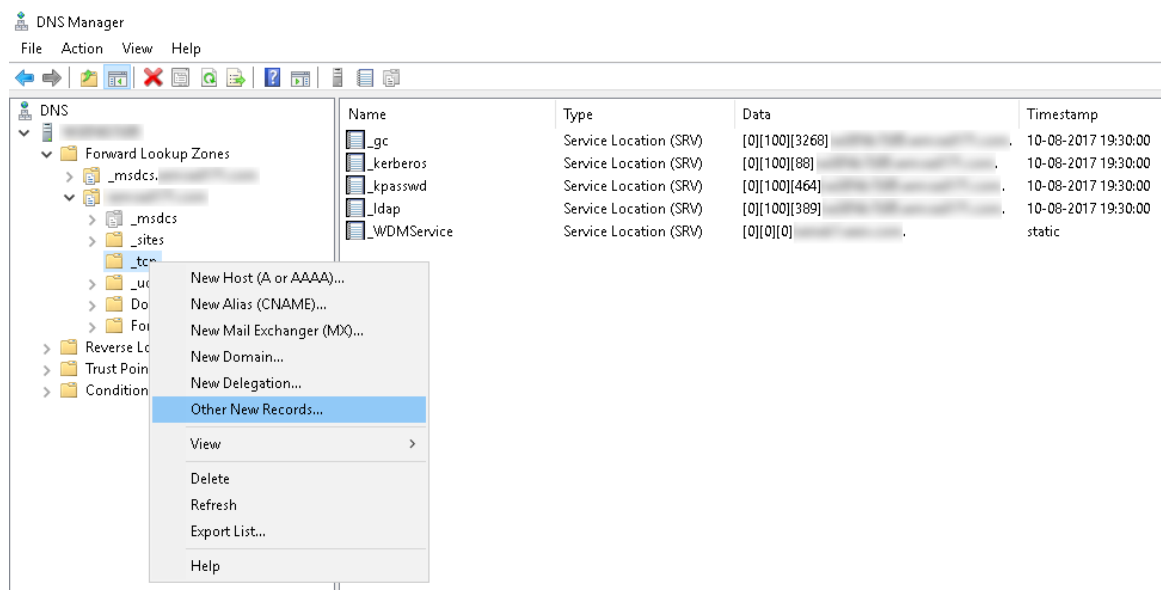 DNS Manager
File Action View Help
DNS
Forward Lookup Zones
_msdcs.
_msdcs
_sites
_tcp
Reverse Lo
Trust Poin
Condition
Name Type Data Timestamp
_gc Service Location (SRV) [0][100][3268] . 10-08-2017 19:30:00
_kerberos Service Location (SRV) [0][100][88] . 10-08-2017 19:30:00
_kpasswd Service Location (SRV) [0][100][464] . 10-08-2017 19:30:00
_ldap Service Location (SRV) [0][100][389] . 10-08-2017 19:30:00
_WDMService Service Location (SRV) [0][0][0] . static
_ud
Do
For
New Host (A or AAAA)...
New Alias (CNAME)...
New Mail Exchanger (MX)...
New Domain...
New Delegation...
Other New Records...
View
Delete
Refresh
Export List...
Help